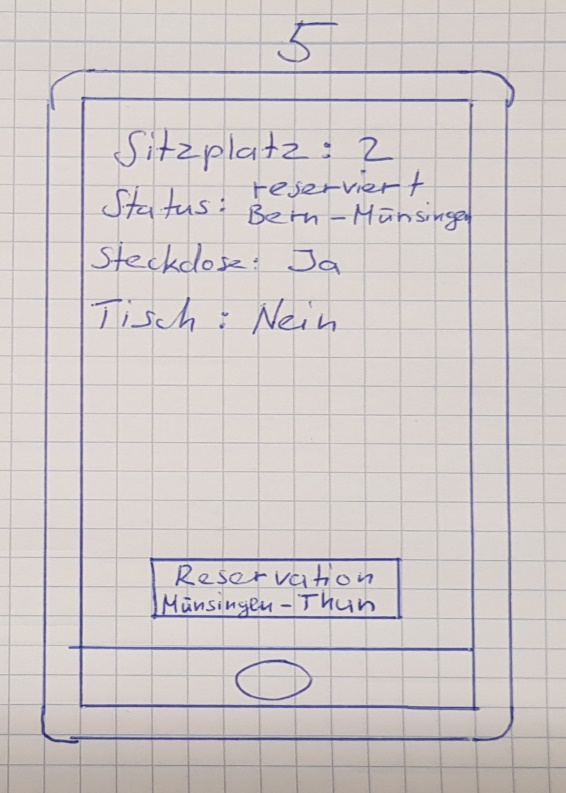 5
Sitzplatz: 2
Status: reserviert
Bern - Münsingen
Steckdose: Ja
Tisch: Nein
Reservation
Münsingen - Thun